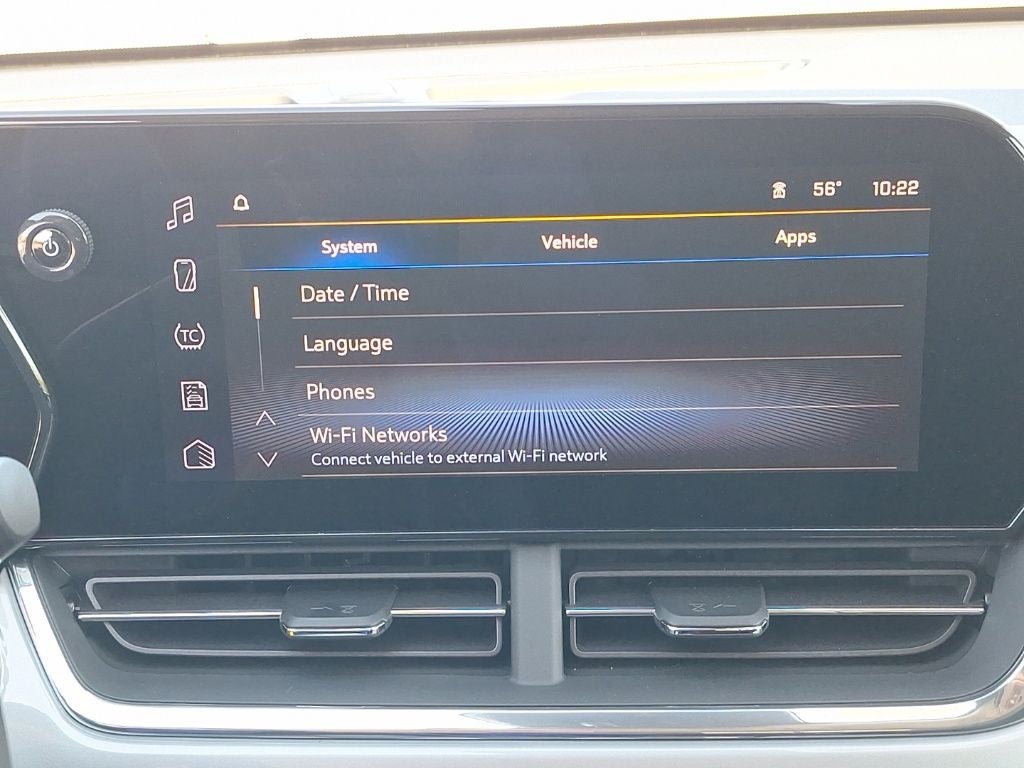 56° 10:22
System Vehicle Apps
Date / Time
TC
Language
Phones
Wi-Fi Networks
Connect vehicle to external Wi-Fi network